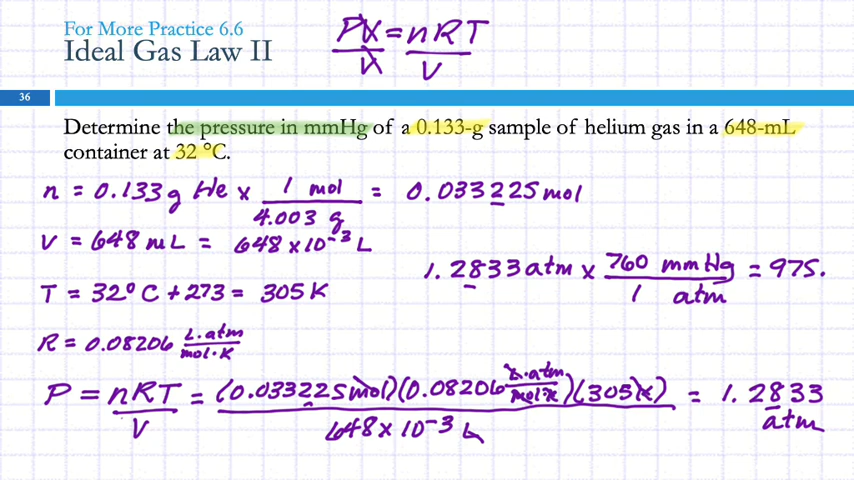 For More Practice 6.6
Ideal Gas Law II
PV/V = nRT/V
36
Determine the pressure in mmHg of a 0.133-g sample of helium gas in a 648-mL
container at 32 °C.
n = 0.133 g He × 1 mol / 4.003 g = 0.033225 mol
V = 648 mL = 648 × 10⁻³ L
1.2833 atm × 760 mmHg / 1 atm = 975.
T = 32° C + 273 = 305 K
R = 0.08206 L·atm / mol·K
P = nRT / V = (0.033225 mol)(0.08206 L·atm / mol·K)(305 K) / 648 × 10⁻³ L = 1.2833 atm